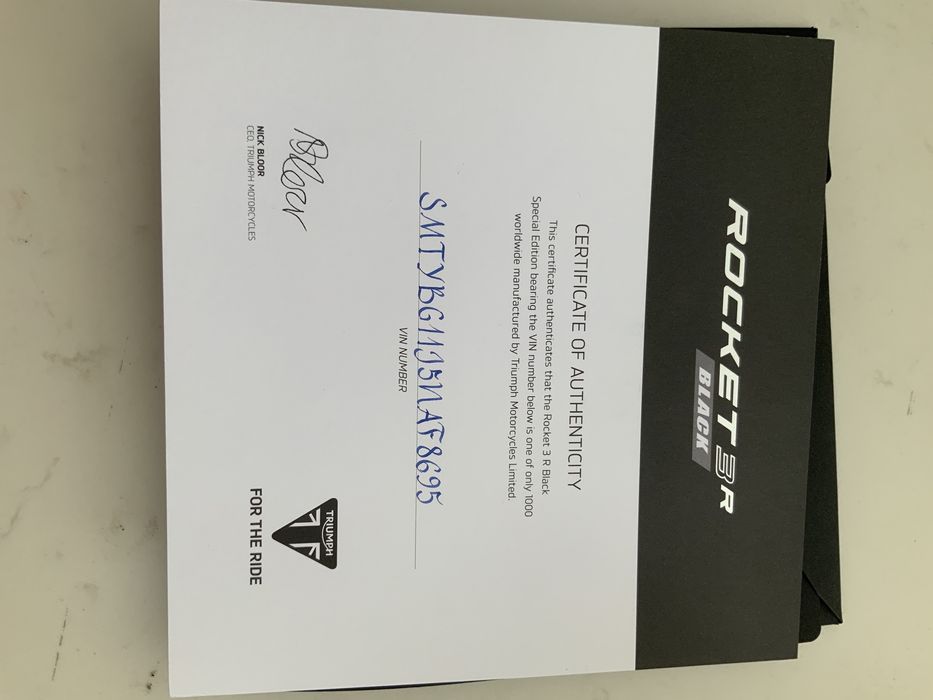 ROCKET 3 R
BLACK
CERTIFICATE OF AUTHENTICITY
This certificate authenticates that the Rocket 3 R Black
Special Edition bearing the VIN number below is one of only 1000
worldwide manufactured by Triumph Motorcycles Limited.
SMTYBG1195NAF8695
VIN NUMBER
NICK BLOOR
CEO, TRIUMPH MOTORCYCLES
TRIUMPH
FOR THE RIDE